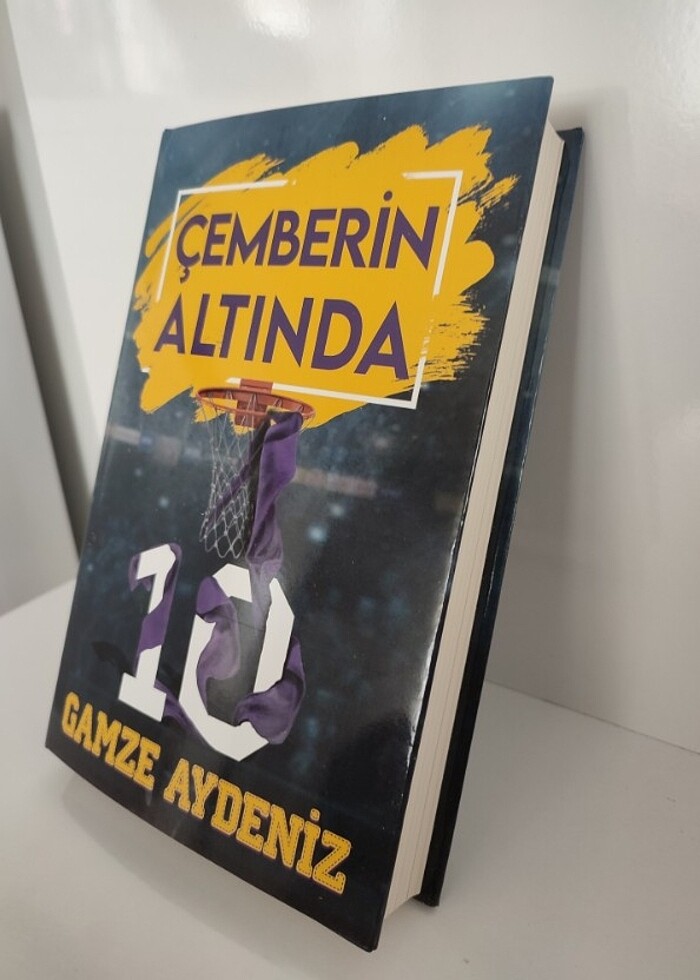 ÇEMBERİN
ALTINDA
10
GAMZE AYDENİZ